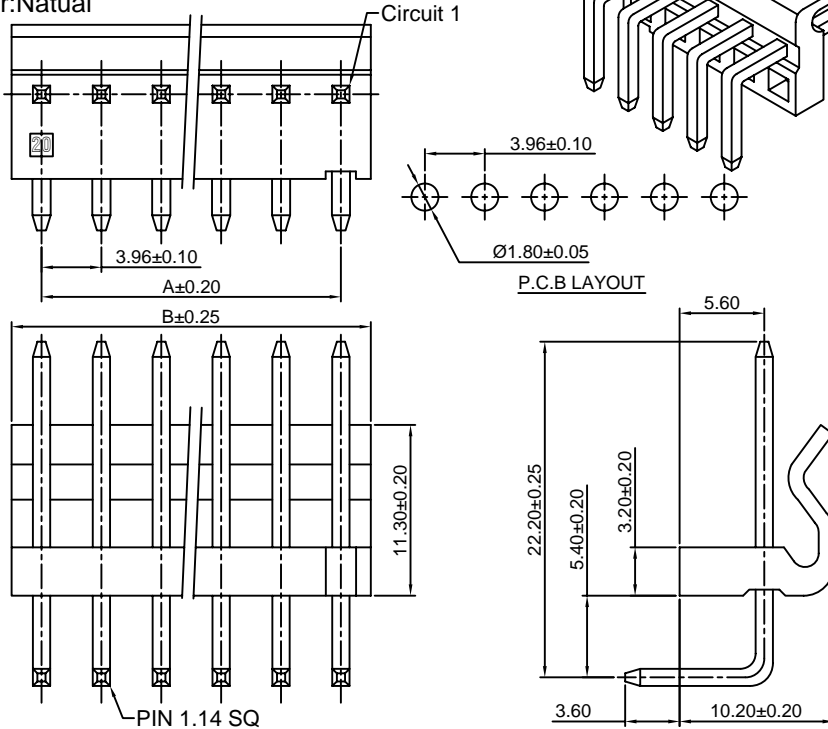 r:Natual
Circuit 1
20
3.96±0.10
3.96±0.10
Ø1.80±0.05
A±0.20
P.C.B LAYOUT
B±0.25
5.60
11.30±0.20
22.20±0.25
5.40±0.20
3.20±0.20
3.60
10.20±0.20
PIN 1.14 SQ